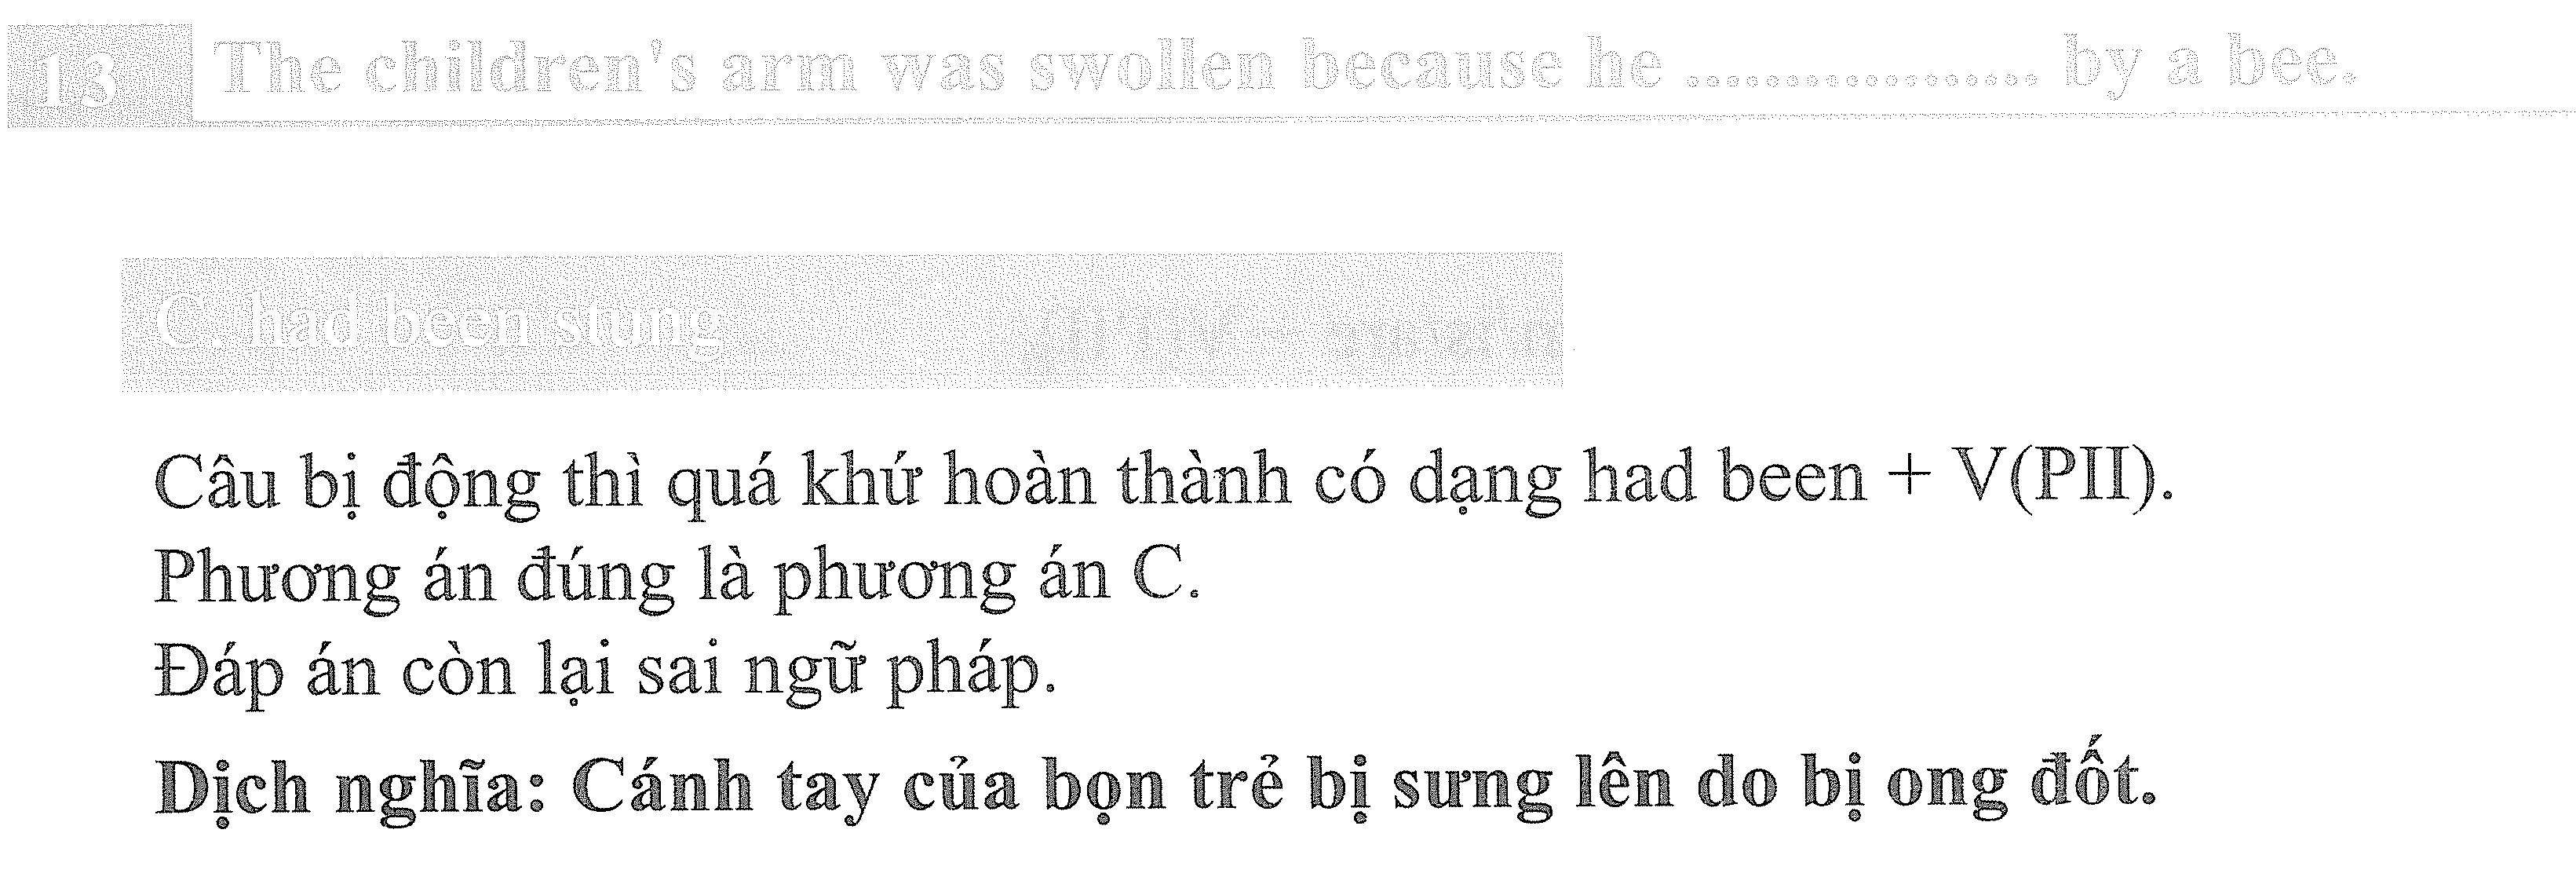 13 The children's arm was swollen because he .................. by a bee.
C. had been stung
Câu bị động thì quá khứ hoàn thành có dạng had been + V(PII).
Phương án đúng là phương án C.
Đáp án còn lại sai ngữ pháp.
Dịch nghĩa: Cánh tay của bọn trẻ bị sưng lên do bị ong đốt.